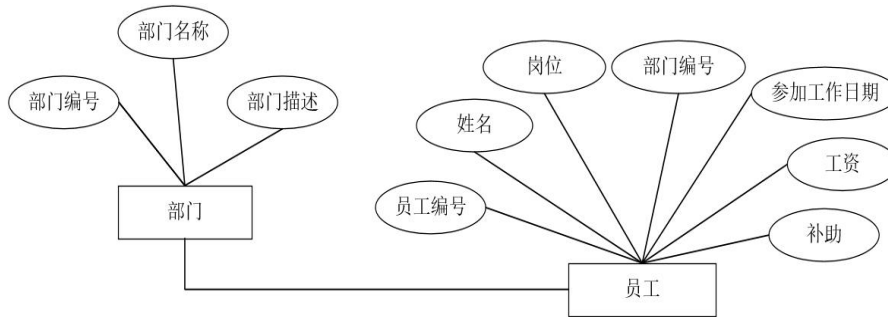 部门名称
部门编号
部门描述
部门
岗位
部门编号
参加工作日期
姓名
工资
员工编号
补助
员工